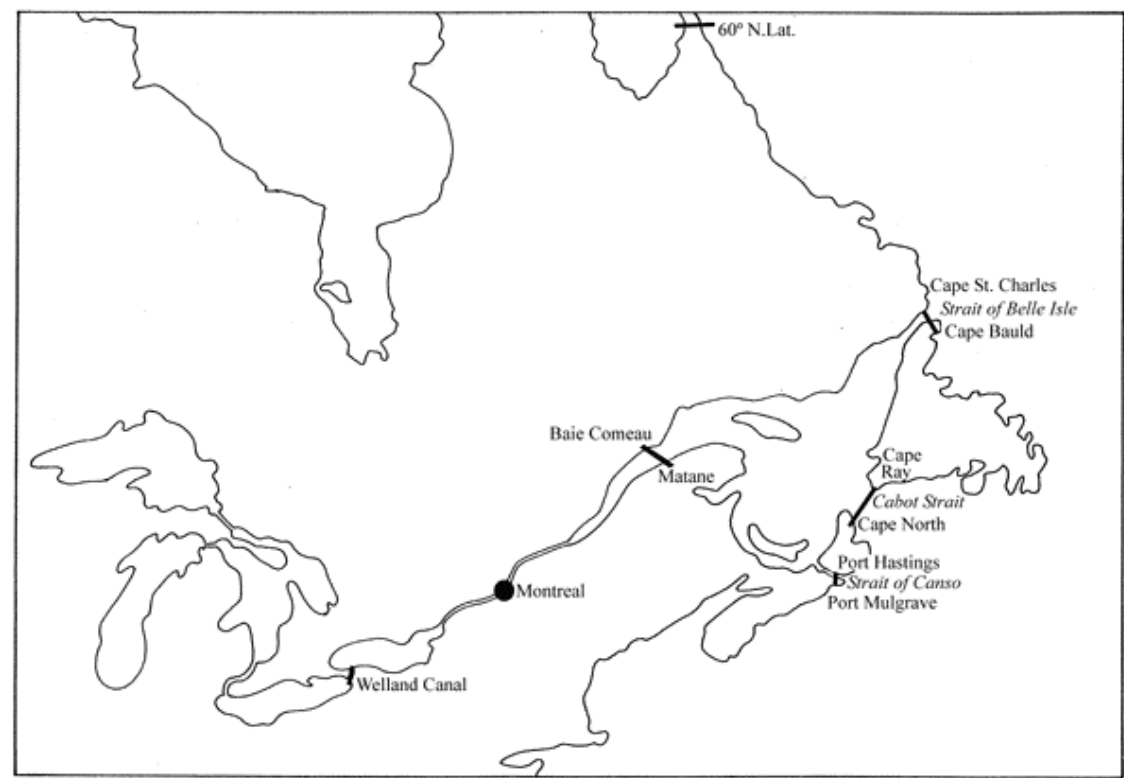 60º N.Lat.
Cape St. Charles
Strait of Belle Isle
Cape Bauld
Baie Comeau
Matane
Cape
Ray
Cabot Strait
Cape North
Port Hastings
Strait of Canso
Port Mulgrave
Montreal
Welland Canal